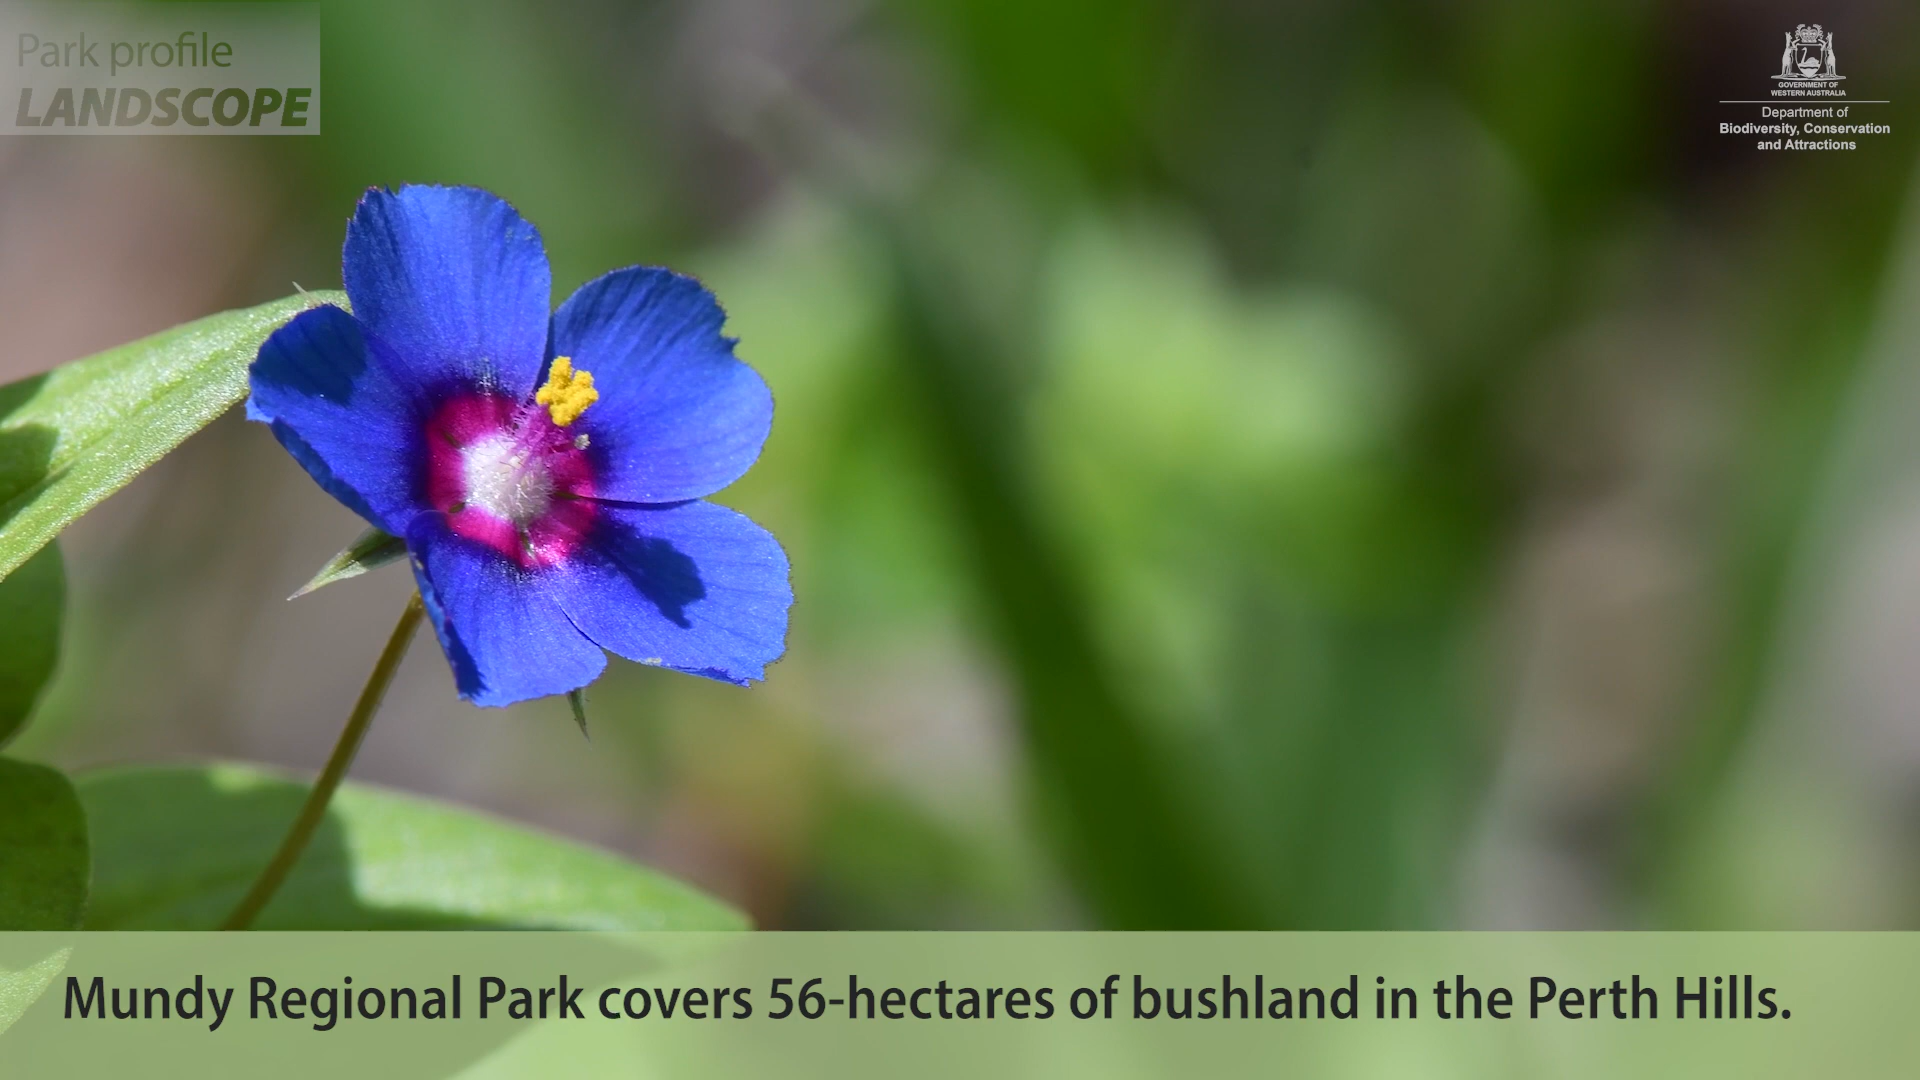 Park profile
LANDSCOPE
GOVERNMENT OF
WESTERN AUSTRALIA
Department of
Biodiversity, Conservation
and Attractions
Mundy Regional Park covers 56-hectares of bushland in the Perth Hills.